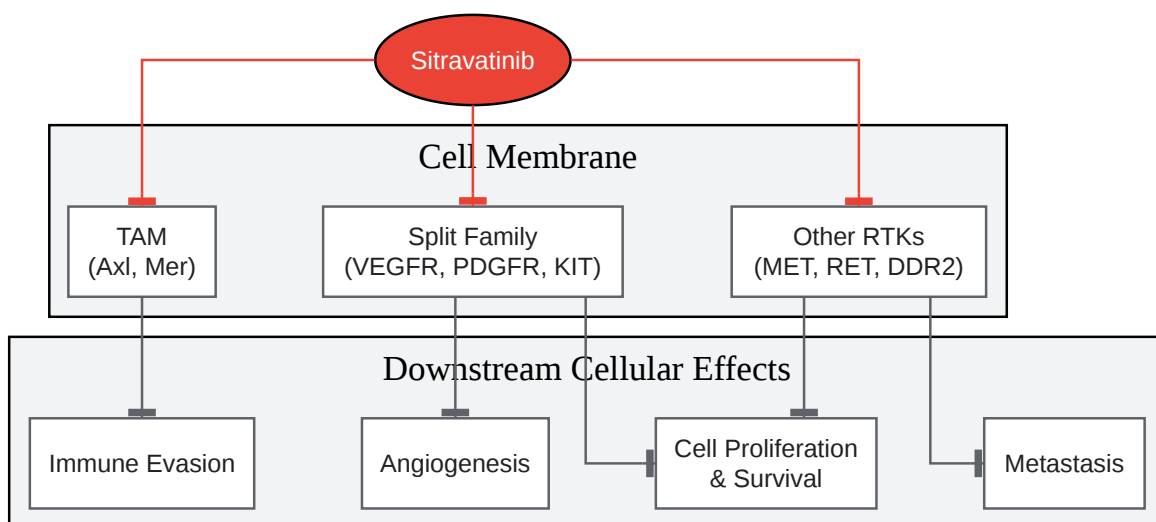 Sitravatinib
Cell Membrane
TAM
(Axl, Mer)
Split Family
(VEGFR, PDGFR, KIT)
Other RTKs
(MET, RET, DDR2)
Downstream Cellular Effects
Immune Evasion
Angiogenesis
Cell Proliferation
& Survival
Metastasis